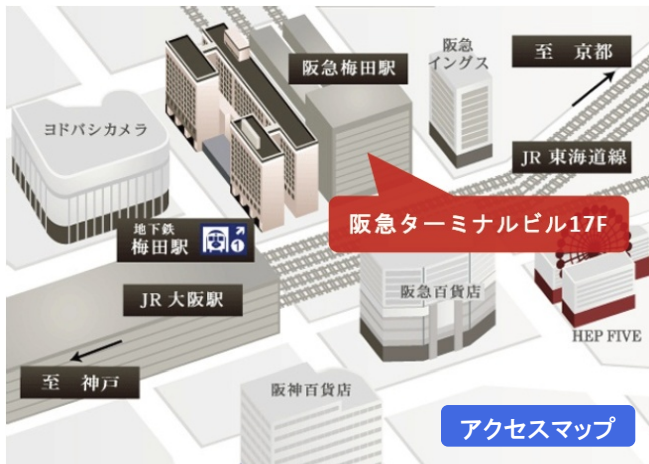 阪急
イングス
至 京都
阪急梅田駅
ヨドバシカメラ
JR 東海道線
阪急ターミナルビル17F
地下鉄
梅田駅
1
JR 大阪駅
阪急百貨店
HEP FIVE
至 神戸
阪神百貨店
アクセスマップ